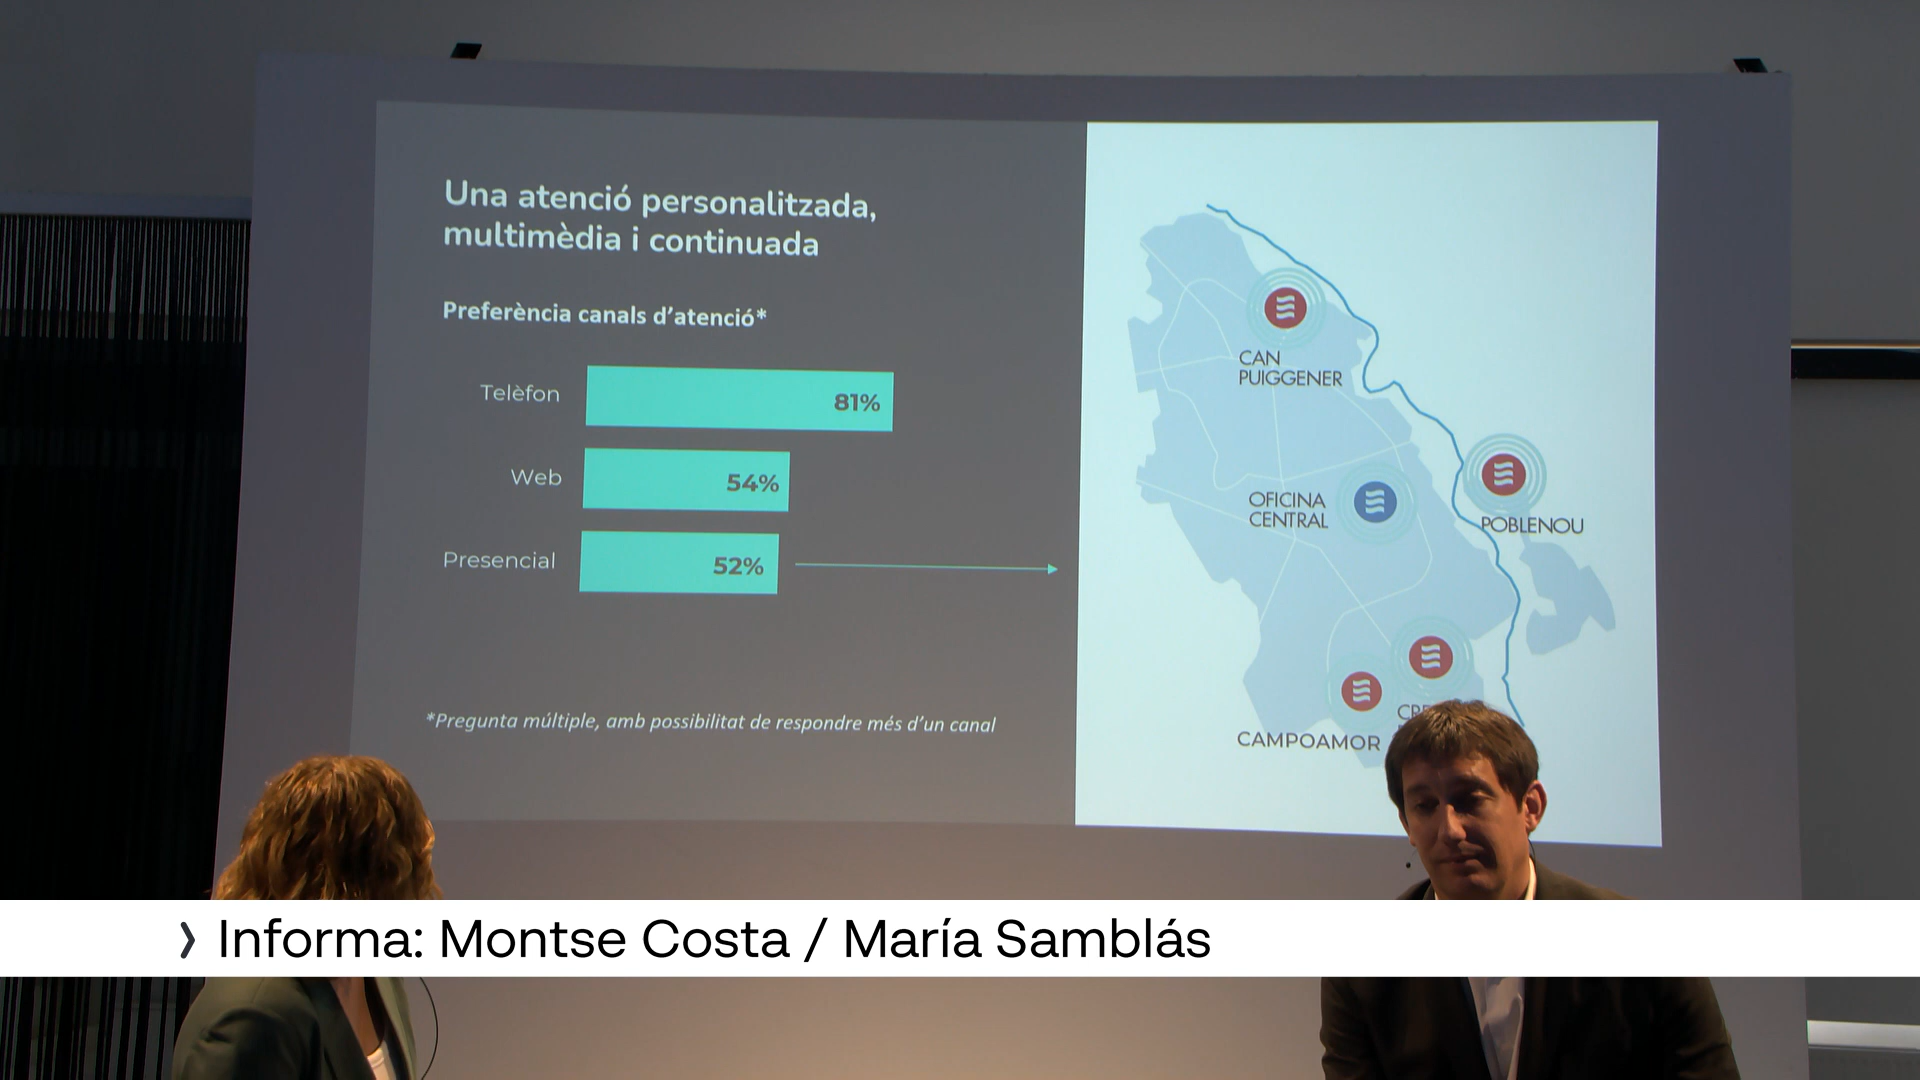 Una atenció personalitzada,
multimèdia i continuada
Preferència canals d'atenció*
Telèfon
81%
Web
54%
Presencial
52%
*Pregunta múltiple, amb possibilitat de respondre més d'un canal
CAN
PUIGGENER
OFICINA
CENTRAL
POBLENOU
CAMPOAMOR
Informa: Montse Costa / María Samblás